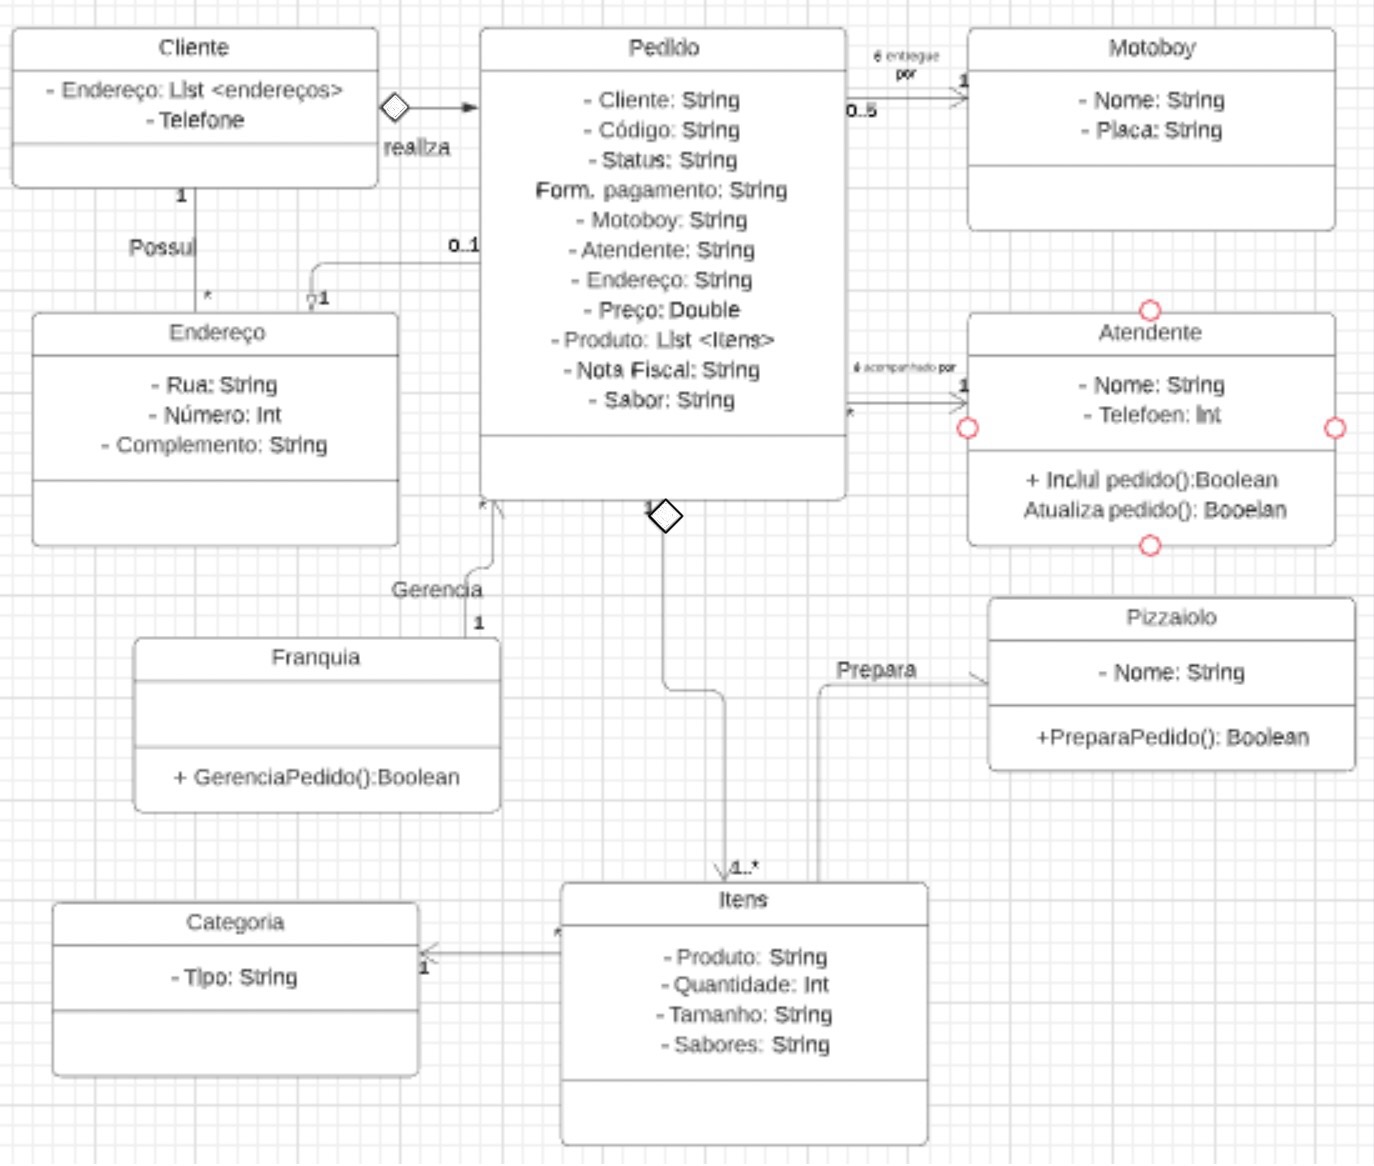 Cliente
- Endereço: List <endereços>
- Telefone
realiza
Pedido
- Cliente: String
- Código: String
- Status: String
Form. pagamento: String
- Motoboy: String
- Atendente: String
- Endereço: String
- Preço: Double
- Produto: List <Itens>
- Nota Fiscal: String
- Sabor: String
é entregue
por
1
0..5
Motoboy
- Nome: String
- Placa: String
1
Possui
*
0..1
1
Endereço
- Rua: String
- Número: Int
- Complemento: String
é acompanhado por
1
*
Atendente
- Nome: String
- Telefoen: Int
+ Inclui pedido():Boolean
Atualiza pedido(): Booelan
*
Gerencia
1
1
Franquia
+ GerenciaPedido():Boolean
Prepara
Pizzaiolo
- Nome: String
+PreparaPedido(): Boolean
1..*
Itens
- Produto: String
- Quantidade: Int
- Tamanho: String
- Sabores: String
*
1
Categoria
- Tipo: String